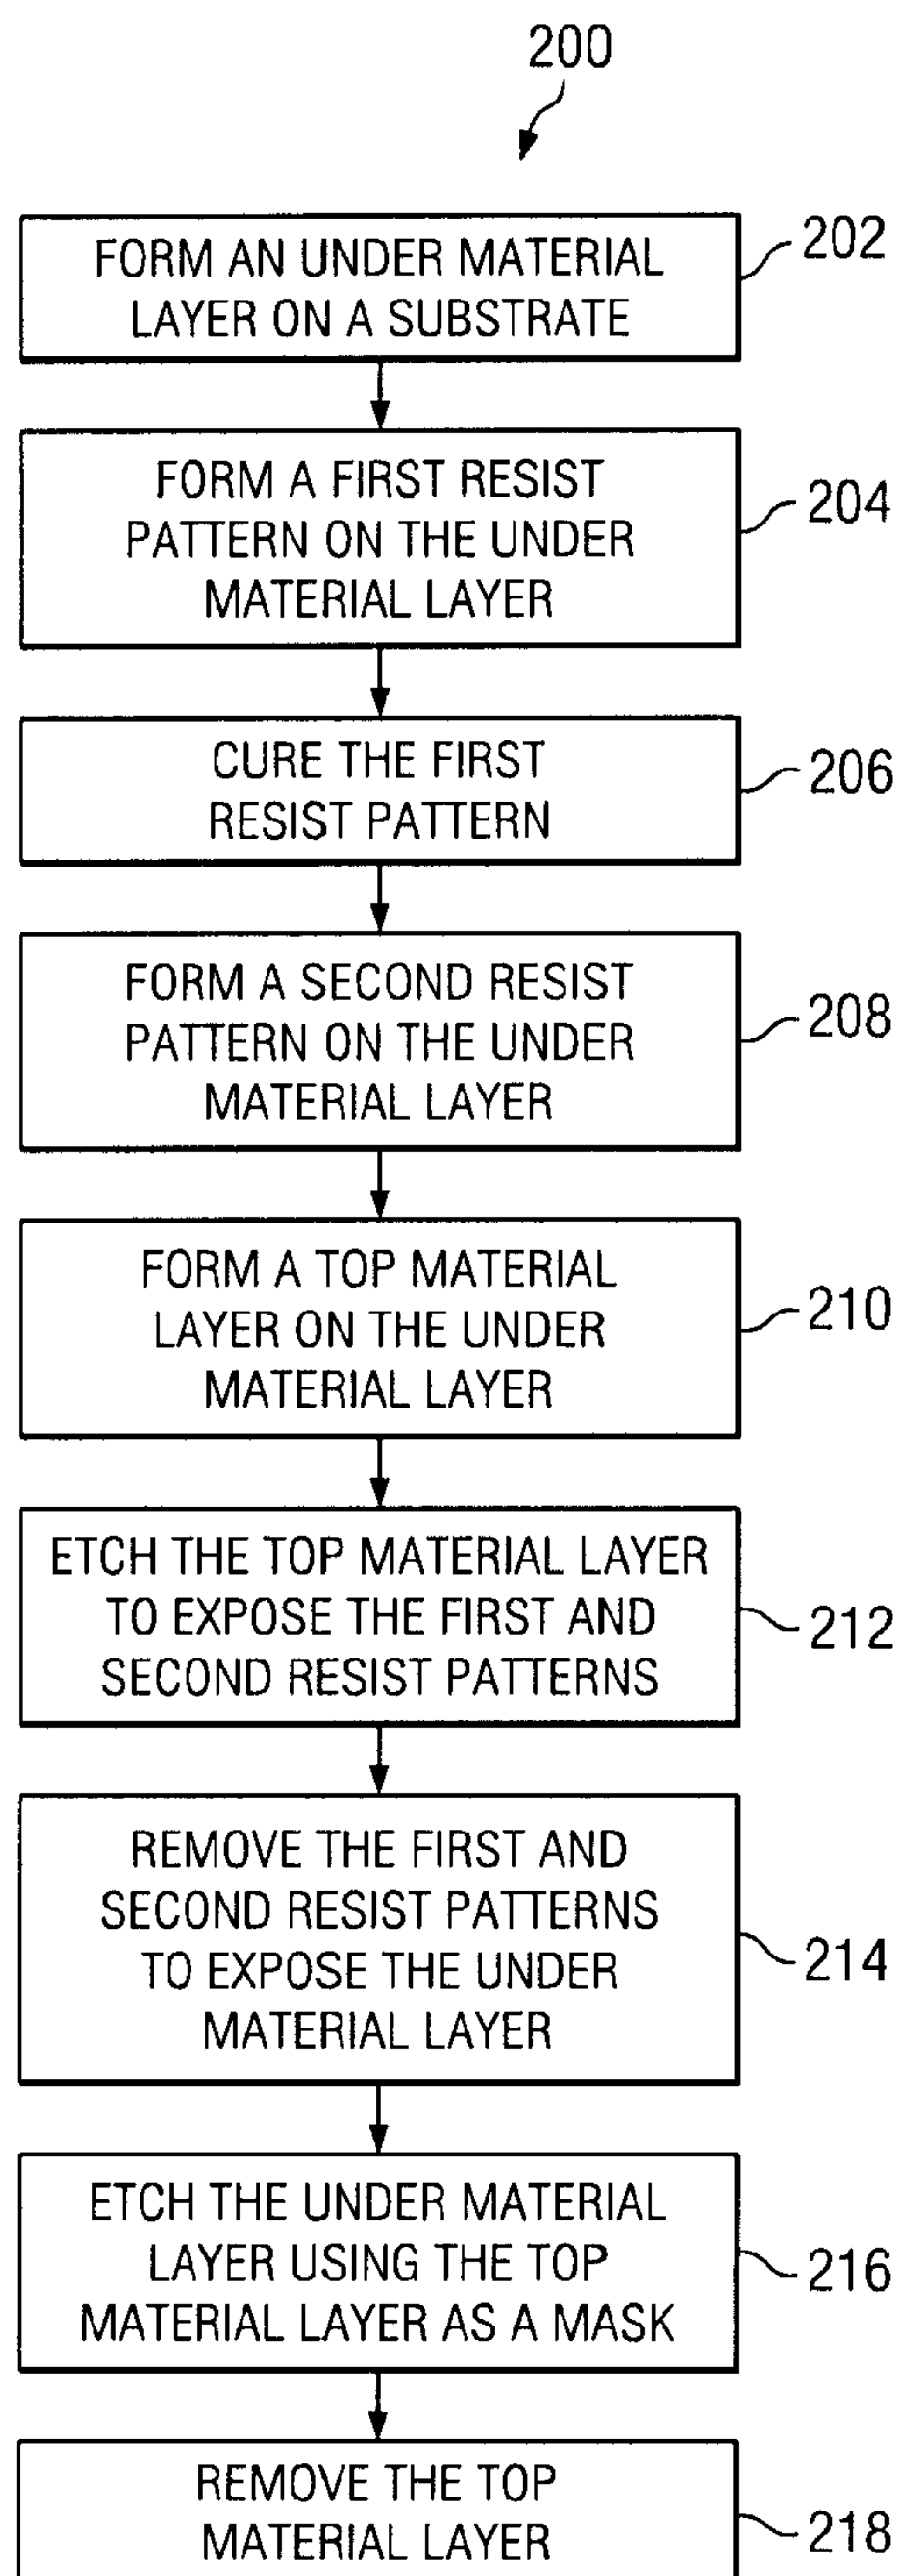 200
FORM AN UNDER MATERIAL
LAYER ON A SUBSTRATE
202
FORM A FIRST RESIST
PATTERN ON THE UNDER
MATERIAL LAYER
204
CURE THE FIRST
RESIST PATTERN
206
FORM A SECOND RESIST
PATTERN ON THE UNDER
MATERIAL LAYER
208
FORM A TOP MATERIAL
LAYER ON THE UNDER
MATERIAL LAYER
210
ETCH THE TOP MATERIAL LAYER
TO EXPOSE THE FIRST AND
SECOND RESIST PATTERNS
212
REMOVE THE FIRST AND
SECOND RESIST PATTERNS
TO EXPOSE THE UNDER
MATERIAL LAYER
214
ETCH THE UNDER MATERIAL
LAYER USING THE TOP
MATERIAL LAYER AS A MASK
216
REMOVE THE TOP
MATERIAL LAYER
218